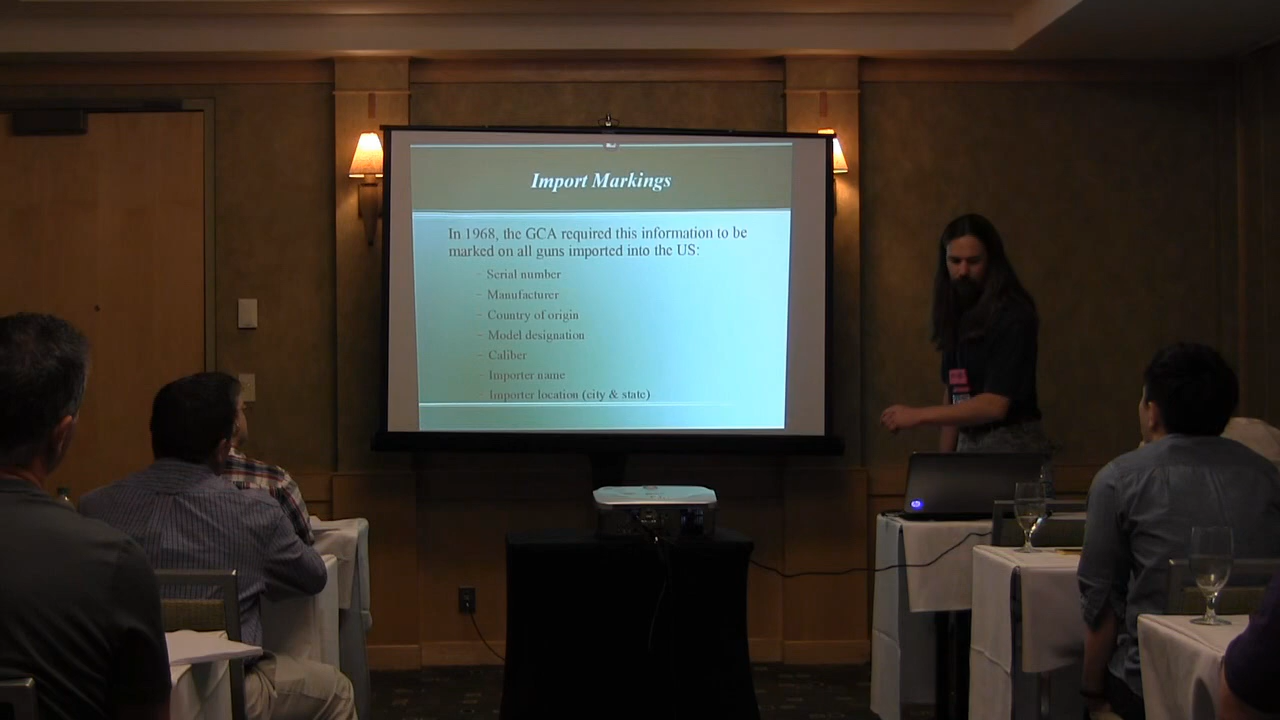 Import Markings
In 1968, the GCA required this information to be
marked on all guns imported into the US:
– Serial number
– Manufacturer
– Country of origin
– Model designation
– Caliber
– Importer name
– Importer location (city & state)